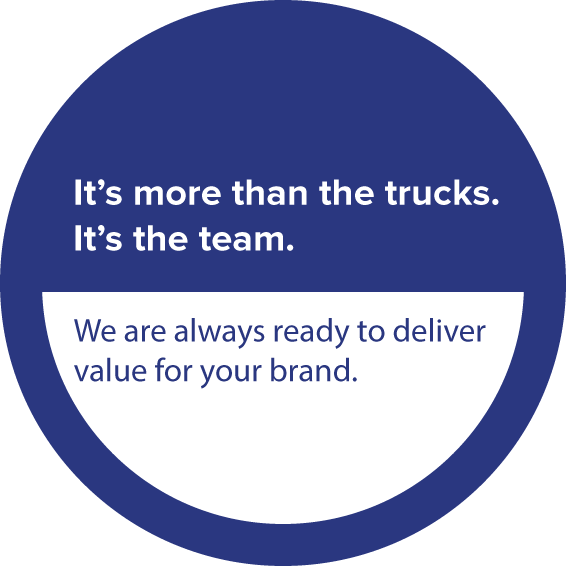 It’s more than the trucks.
It’s the team.
We are always ready to deliver
value for your brand.